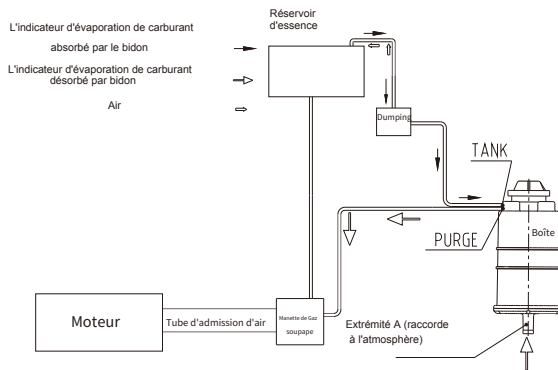 L'indicateur d'évaporation de carburant
absorbé par le bidon
L'indicateur d'évaporation de carburant
désorbé par bidon
Air
Réservoir
d'essence
Dumping
TANK
PURGE
Boîte
Moteur
Tube d'admission d'air
Manette de Gaz
soupape
Extrémité A (raccorde
à l'atmosphère)